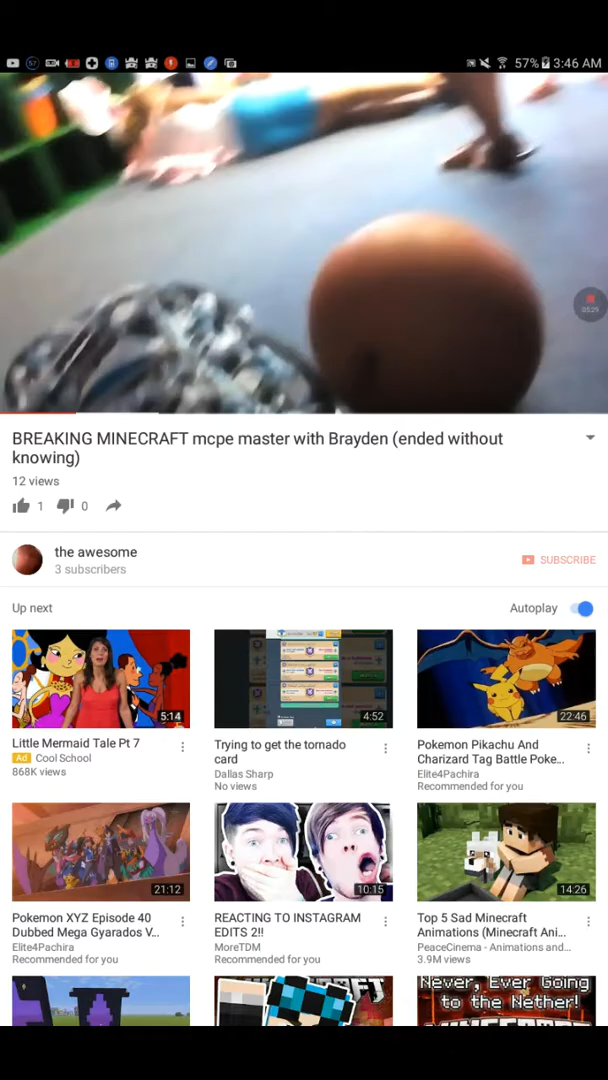 57% 3:46 AM
05:29
BREAKING MINECRAFT mcpe master with Brayden (ended without
knowing)
12 views
1 0
the awesome
3 subscribers
SUBSCRIBE
Up next
Autoplay
5:14
4:52
22:46
Little Mermaid Tale Pt 7
Ad Cool School
868K views
Trying to get the tornado
card
Dallas Sharp
No views
Pokemon Pikachu And
Charizard Tag Battle Poke...
Elite4Pachira
Recommended for you
21:12
10:15
14:26
Pokemon XYZ Episode 40
Dubbed Mega Gyarados V...
Elite4Pachira
Recommended for you
REACTING TO INSTAGRAM
EDITS 2!!
MoreTDM
Recommended for you
Top 5 Sad Minecraft
Animations (Minecraft Ani...
PeaceCinema - Animations and...
3.9M views
Never, Ever Going
to the Nether!